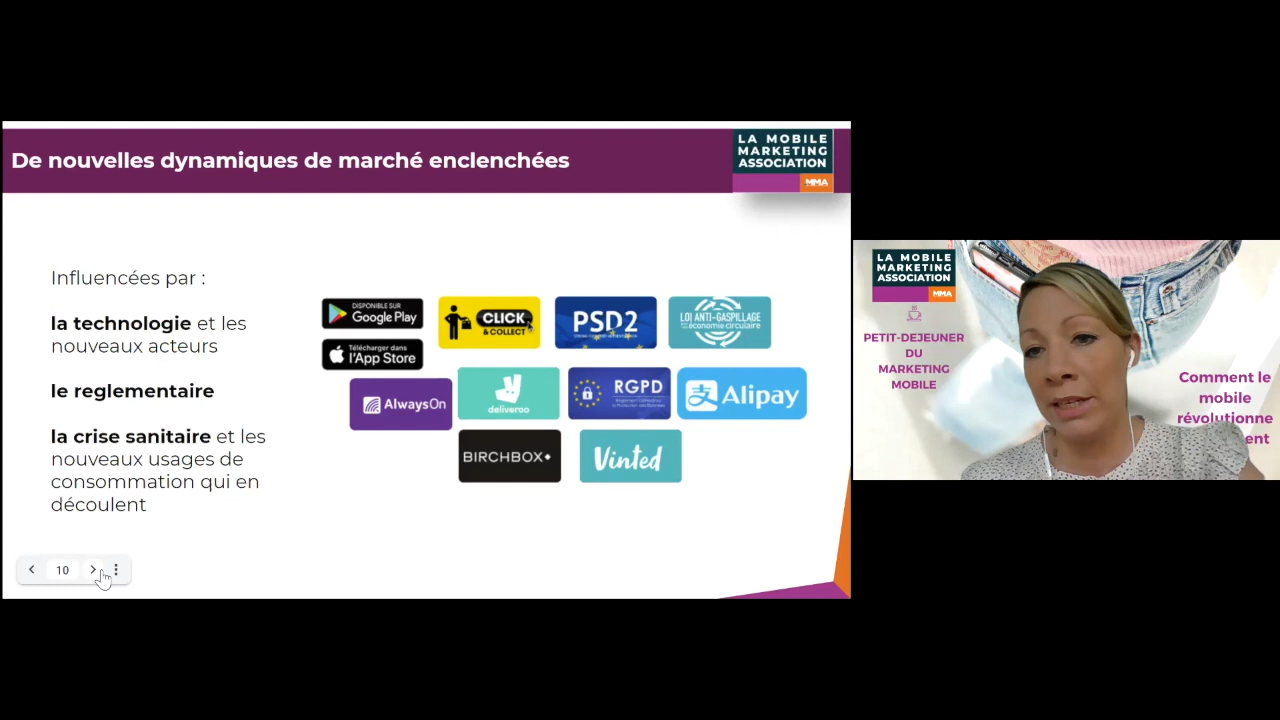 De nouvelles dynamiques de marché enclenchées
LA MOBILE
MARKETING
ASSOCIATION
MMA
Influencées par :
la technologie et les
nouveaux acteurs
le reglementaire
la crise sanitaire et les
nouveaux usages de
consommation qui en
découlent
DISPONIBLE SUR
Google Play
Télécharger dans
l'App Store
CLICK
& COLLECT
PSD2
LOI ANTI-GASPILLAGE
économie circulaire
AlwaysOn
deliveroo
RGPD
Alipay
BIRCHBOX
Vinted
10
LA MOBILE
MARKETING
ASSOCIATION
MMA
PETIT-DEJEUNER
DU
MARKETING
MOBILE
Comment le
mobile
révolutionne
ent